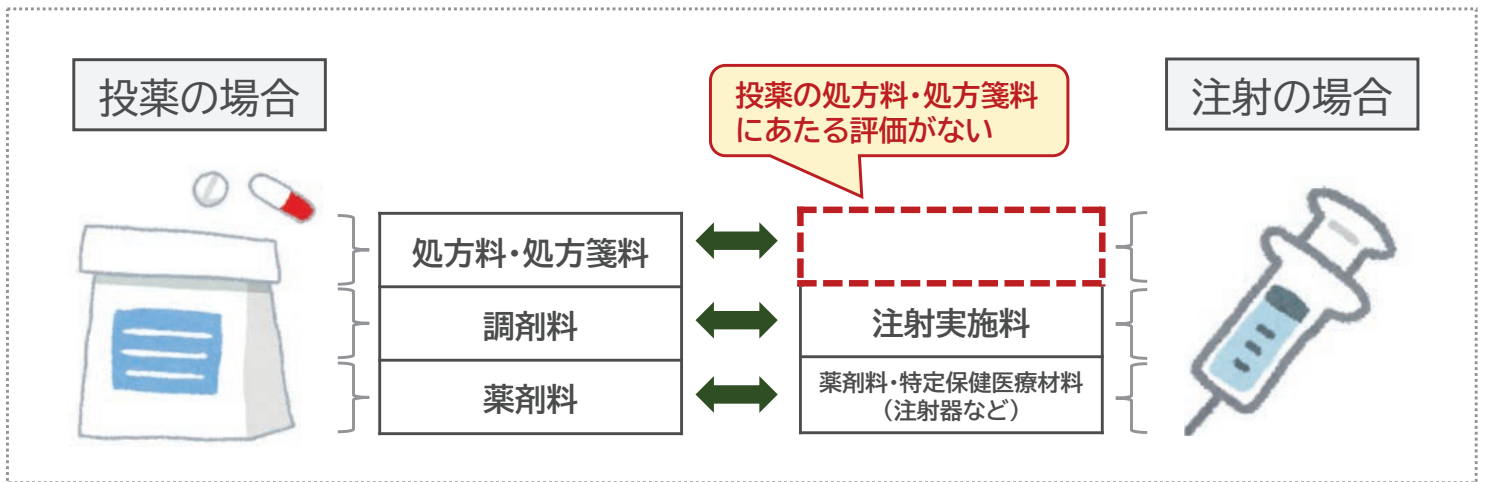 投薬の場合
投薬の処方料・処方箋料
にあたる評価がない
注射の場合
処方料・処方箋料
調剤料
注射実施料
薬剤料
薬剤料・特定保健医療材料
（注射器など）